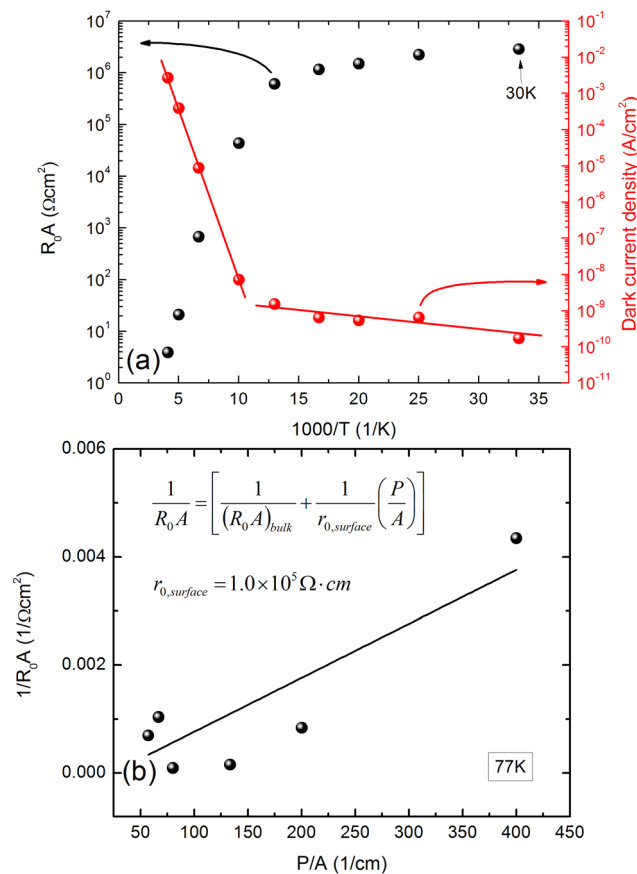 (a)
10^7
10^6
10^5
10^4
10^3
10^2
10^1
10^0
R₀A (Ωcm²)
30K
10^-1
10^-2
10^-3
10^-4
10^-5
10^-6
10^-7
10^-8
10^-9
10^-10
10^-11
Dark current density (A/cm²)
0 5 10 15 20 25 30 35
1000/T (1/K)
(b)
0.006
0.004
0.002
0.000
1/R₀A (1/Ωcm²)
1/(R₀A) = [1/(R₀A)_bulk + 1/r_0,surface (P/A)]
r_0,surface = 1.0×10^5 Ω·cm
77K
50 100 150 200 250 300 350 400 450
P/A (1/cm)